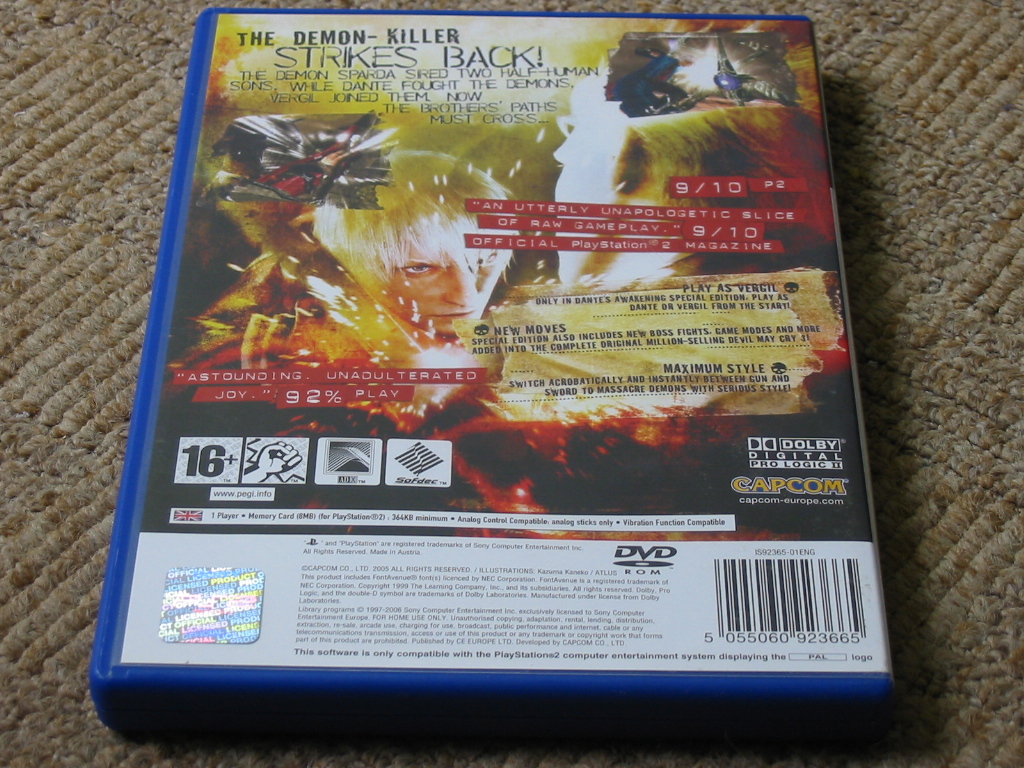 THE DEMON-KILLER
STRIKES BACK!
THE DEMON SPARDA SIRED TWO HALF-HUMAN
SONS. WHILE DANTE FOUGHT THE DEMONS,
VERGIL JOINED THEM. NOW
THE BROTHERS' PATHS
MUST CROSS...
9/10 P2
"AN UTTERLY UNAPOLOGETIC SLICE
OF RAW GAMEPLAY." 9/10
OFFICIAL PlayStation®2 MAGAZINE
PLAY AS VERGIL
ONLY IN DANTE'S AWAKENING SPECIAL EDITION. PLAY AS
DANTE OR VERGIL FROM THE START!
NEW MOVES
SPECIAL EDITION ALSO INCLUDES NEW BOSS FIGHTS, GAME MODES AND MORE
ADDED INTO THE COMPLETE ORIGINAL MILLION-SELLING DEVIL MAY CRY 3!
MAXIMUM STYLE
SWITCH ACROBATICALLY AND INSTANTLY BETWEEN GUN AND
SWORD TO MASSACRE DEMONS WITH SERIOUS STYLE!
"ASTOUNDING. UNADULTERATED
JOY." 92% PLAY
16+
www.pegi.info
ADX™
Sofdec™
DOLBY®
DIGITAL
PRO LOGIC II
CAPCOM®
capcom-europe.com
1 Player • Memory Card (8MB) (for PlayStation®2) : 364KB minimum • Analog Control Compatible: analog sticks only • Vibration Function Compatible
"PS" and "PlayStation" are registered trademarks of Sony Computer Entertainment Inc.
All Rights Reserved. Made in Austria.
DVD
ROM
IS92365-01ENG
©CAPCOM CO., LTD. 2005 ALL RIGHTS RESERVED. / ILLUSTRATIONS: Kazuma Kaneko / ATLUS
This product includes FontAvenue® font(s) licenced by NEC Corporation. FontAvenue is a registered trademark of
NEC Corporation. Copyright 1999 The Learning Company, Inc., and its subsidiaries. All rights reserved. Dolby, Pro
Logic, and the double-D symbol are trademarks of Dolby Laboratories. Manufactured under license from Dolby
Laboratories.
Library programs © 1997-2006 Sony Computer Entertainment Inc. exclusively licensed to Sony Computer
Entertainment Europe. FOR HOME USE ONLY. Unauthorised copying, adaptation, rental, lending, distribution,
extraction, re-sale, arcade use, charging for use, broadcast, public performance and internet, cable or any
telecommunications transmission, access or use of this product or any trademark or copyright work that forms
part of this product are prohibited. Published by CE EUROPE LTD. Developed by CAPCOM CO., LTD.
OFFICIAL LICENSED PRODUCT
5 055060 923665
This software is only compatible with the PlayStation®2 computer entertainment system displaying the PAL logo